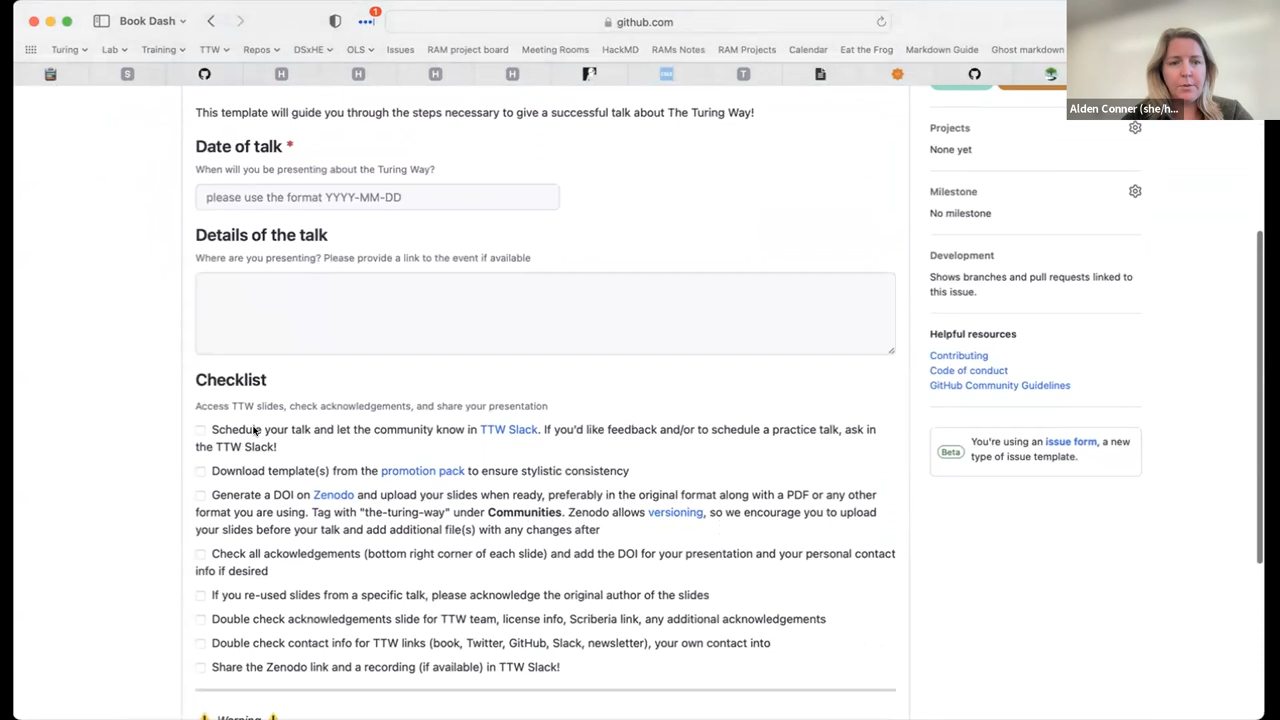 Book Dash
1
github.com
Turing
Lab
Training
TTW
Repos
DSxHE
OLS
Issues
RAM project board
Meeting Rooms
HackMD
RAMs Notes
RAM Projects
Calendar
Eat the Frog
Markdown Guide
Ghost markdown
S
H
H
H
H
T
Alden Conner (she/h...
This template will guide you through the steps necessary to give a successful talk about The Turing Way!
Date of talk *
When will you be presenting about the Turing Way?
please use the format YYYY-MM-DD
Details of the talk
Where are you presenting? Please provide a link to the event if available
Checklist
Access TTW slides, check acknowledgements, and share your presentation
Schedule your talk and let the community know in TTW Slack. If you'd like feedback and/or to schedule a practice talk, ask in
the TTW Slack!
Download template(s) from the promotion pack to ensure stylistic consistency
Generate a DOI on Zenodo and upload your slides when ready, preferably in the original format along with a PDF or any other
format you are using. Tag with "the-turing-way" under Communities. Zenodo allows versioning, so we encourage you to upload
your slides before your talk and add additional file(s) with any changes after
Check all ackowledgements (bottom right corner of each slide) and add the DOI for your presentation and your personal contact
info if desired
If you re-used slides from a specific talk, please acknowledge the original author of the slides
Double check acknowledgements slide for TTW team, license info, Scriberia link, any additional acknowledgements
Double check contact info for TTW links (book, Twitter, GitHub, Slack, newsletter), your own contact into
Share the Zenodo link and a recording (if available) in TTW Slack!
Warning
Projects
None yet
Milestone
No milestone
Development
Shows branches and pull requests linked to
this issue.
Helpful resources
Contributing
Code of conduct
GitHub Community Guidelines
Beta
You're using an issue form, a new
type of issue template.